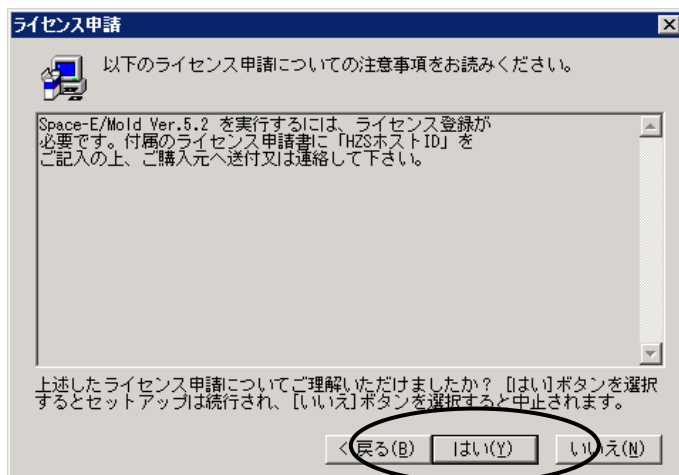 ライセンス申請
以下のライセンス申請についての注意事項をお読みください。
Space-E/Mold Ver.5.2 を実行するには、ライセンス登録が
必要です。付属のライセンス申請書に「HZSホストID」を
ご記入の上、ご購入元へ送付又は連絡して下さい。
上述したライセンス申請についてご理解いただけましたか？ [はい]ボタンを選択
するとセットアップは続行され、[いいえ]ボタンを選択すると中止されます。
< 戻る(B) はい(Y) いいえ(N)